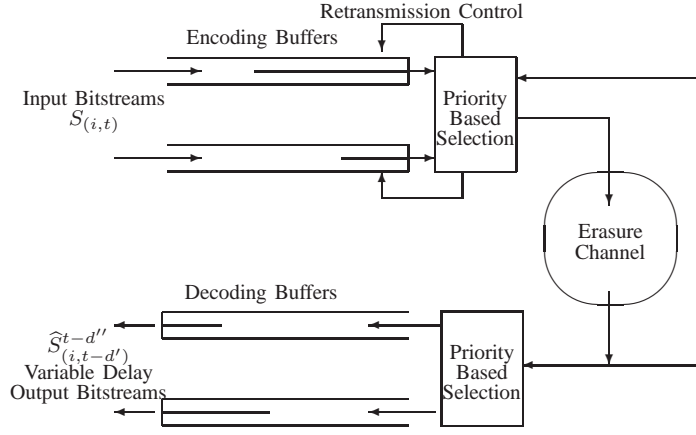 Retransmission Control
Encoding Buffers
Input Bitstreams
S_{(i,t)}
Priority
Based
Selection
Erasure
Channel
Decoding Buffers
\widehat{S}^{t-d''}_{(i,t-d')}
Variable Delay
Output Bitstreams
Priority
Based
Selection